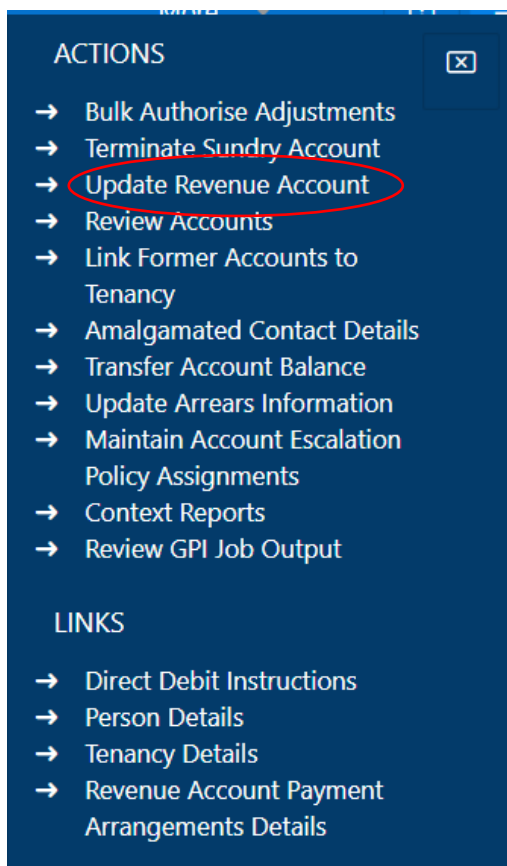 ACTIONS
→ Bulk Authorise Adjustments
→ Terminate Sundry Account
→ Update Revenue Account
→ Review Accounts
→ Link Former Accounts to
Tenancy
→ Amalgamated Contact Details
→ Transfer Account Balance
→ Update Arrears Information
→ Maintain Account Escalation
Policy Assignments
→ Context Reports
→ Review GPI Job Output
LINKS
→ Direct Debit Instructions
→ Person Details
→ Tenancy Details
→ Revenue Account Payment
Arrangements Details